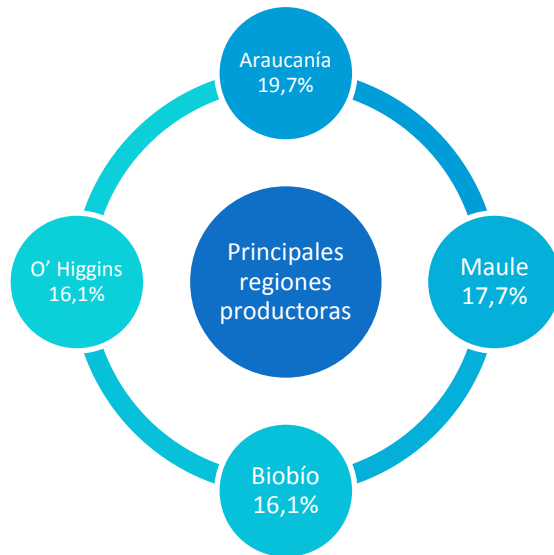 Araucanía
19,7%
O’ Higgins
16,1%
Principales
regiones
productoras
Maule
17,7%
Biobío
16,1%